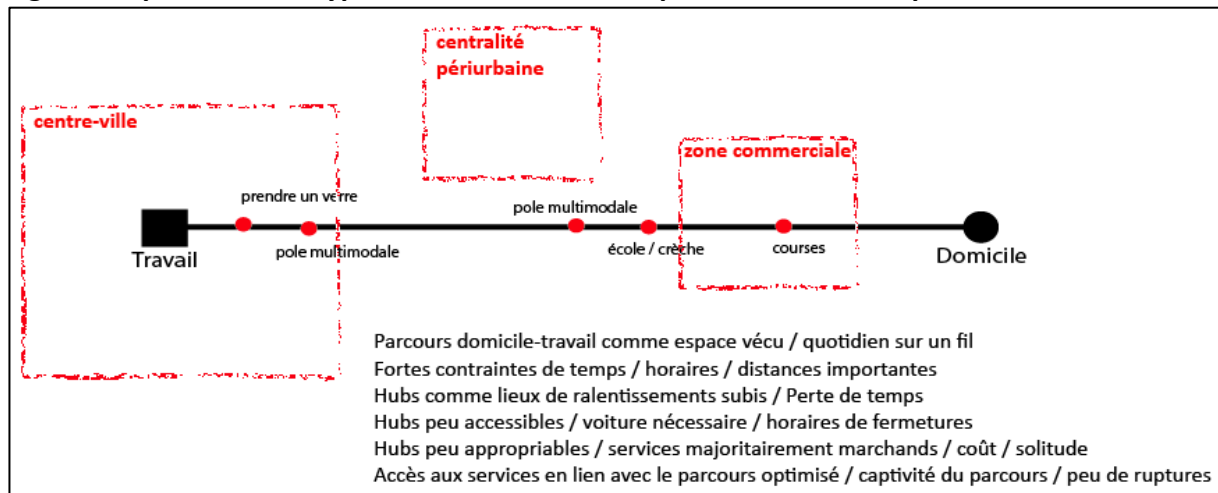 centralité
périurbaine
centre-ville
zone commerciale
prendre un verre
pole multimodale
pole multimodale
école / crèche
courses
Travail
Domicile
Parcours domicile-travail comme espace vécu / quotidien sur un fil
Fortes contraintes de temps / horaires / distances importantes
Hubs comme lieux de ralentissements subis / Perte de temps
Hubs peu accessibles / voiture nécessaire / horaires de fermetures
Hubs peu appropriables / services majoritairement marchands / coût / solitude
Accès aux services en lien avec le parcours optimisé / captivité du parcours / peu de ruptures